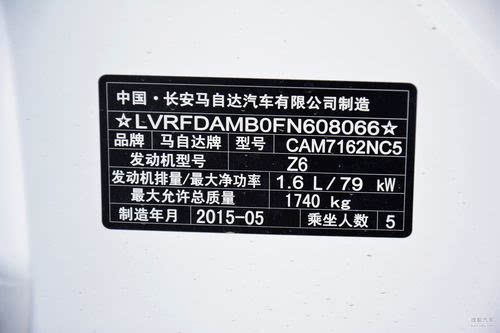 中国·长安马自达汽车有限公司制造
☆LVRFDAMB0FN608066☆
品牌 马自达牌 型号 CAM7162NC5
发动机型号 Z6
发动机排量/最大净功率 1.6 L/79 kW
最大允许总质量 1740 kg
制造年月 2015-05 乘坐人数 5